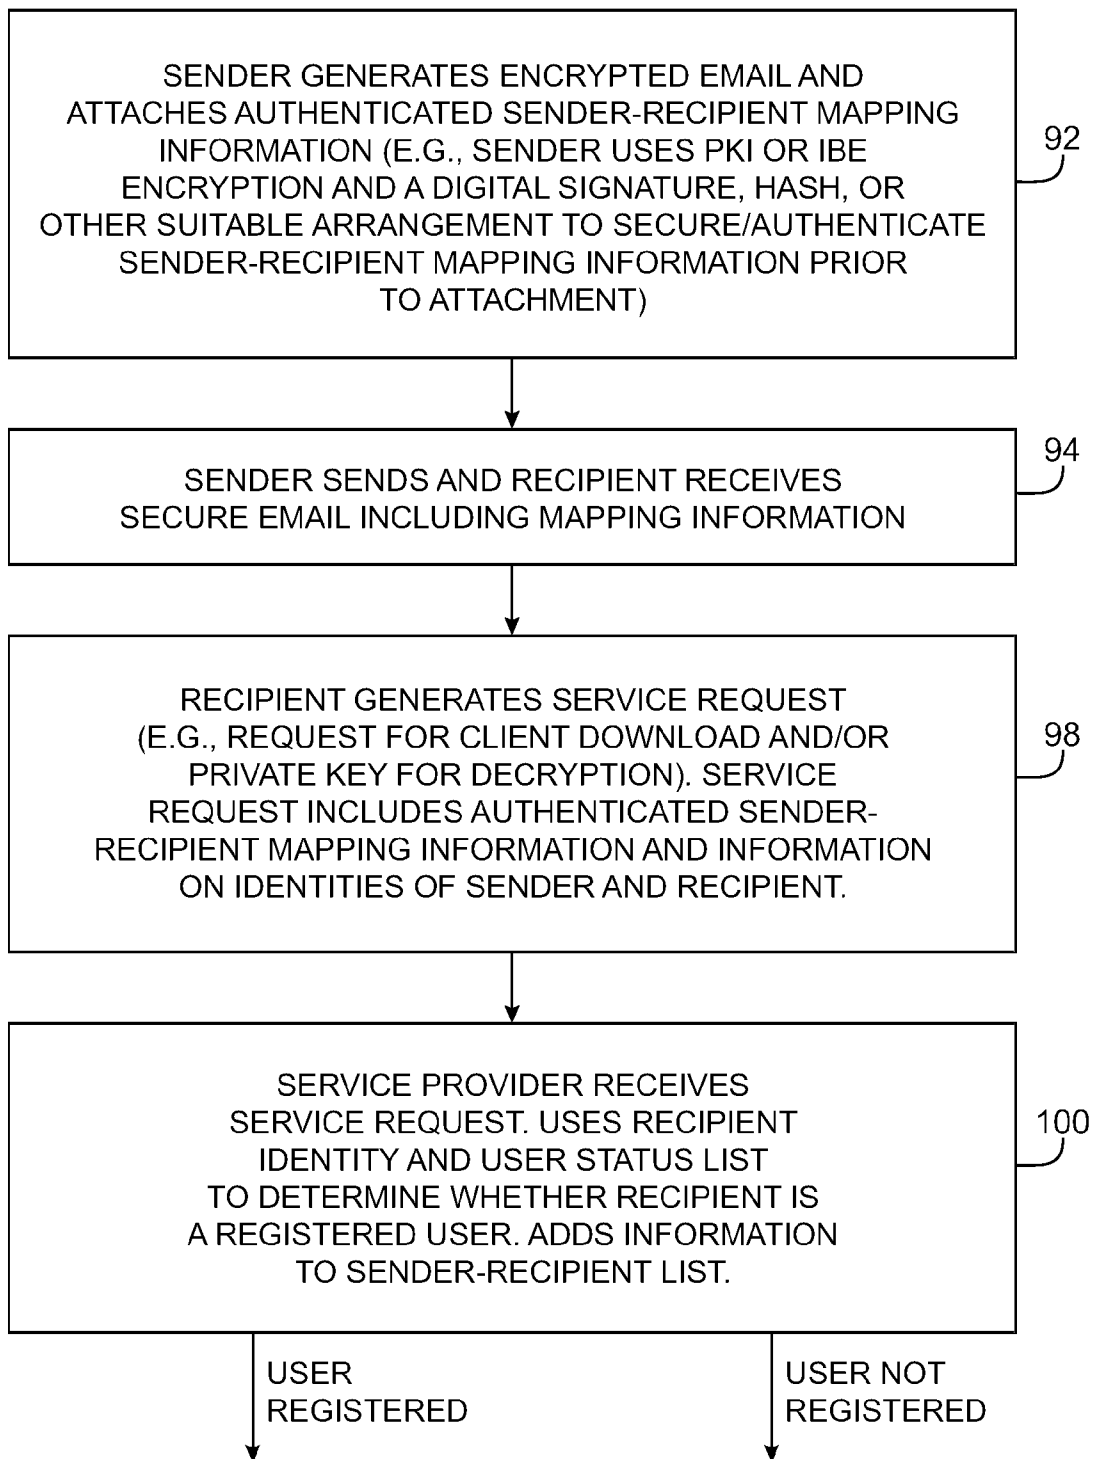 SENDER GENERATES ENCRYPTED EMAIL AND
ATTACHES AUTHENTICATED SENDER-RECIPIENT MAPPING
INFORMATION (E.G., SENDER USES PKI OR IBE
ENCRYPTION AND A DIGITAL SIGNATURE, HASH, OR
OTHER SUITABLE ARRANGEMENT TO SECURE/AUTHENTICATE
SENDER-RECIPIENT MAPPING INFORMATION PRIOR
TO ATTACHMENT)
92
SENDER SENDS AND RECIPIENT RECEIVES
SECURE EMAIL INCLUDING MAPPING INFORMATION
94
RECIPIENT GENERATES SERVICE REQUEST
(E.G., REQUEST FOR CLIENT DOWNLOAD AND/OR
PRIVATE KEY FOR DECRYPTION). SERVICE
REQUEST INCLUDES AUTHENTICATED SENDER-
RECIPIENT MAPPING INFORMATION AND INFORMATION
ON IDENTITIES OF SENDER AND RECIPIENT.
98
SERVICE PROVIDER RECEIVES
SERVICE REQUEST. USES RECIPIENT
IDENTITY AND USER STATUS LIST
TO DETERMINE WHETHER RECIPIENT IS
A REGISTERED USER. ADDS INFORMATION
TO SENDER-RECIPIENT LIST.
100
USER
REGISTERED
USER NOT
REGISTERED